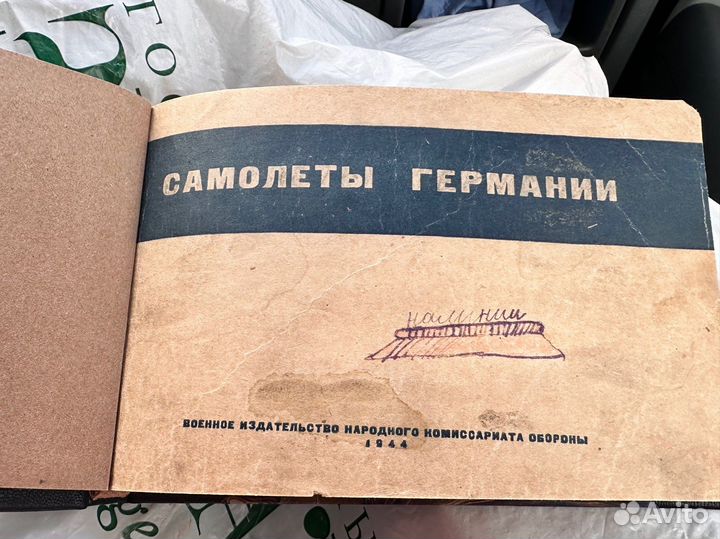 САМОЛЕТЫ ГЕРМАНИИ
ВОЕННОЕ ИЗДАТЕЛЬСТВО НАРОДНОГО КОМИССАРИАТА ОБОРОНЫ
1944
Avito